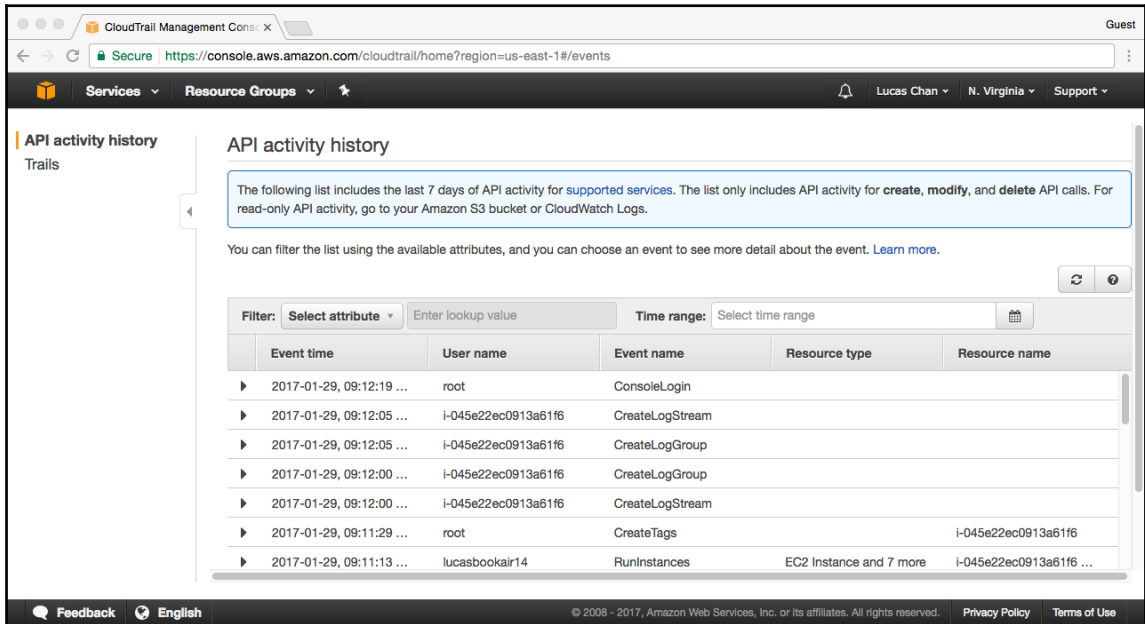 CloudTrail Management Cons
Guest
Secure https://console.aws.amazon.com/cloudtrail/home?region=us-east-1#/events
Services Resource Groups Lucas Chan N. Virginia Support
API activity history
Trails
API activity history
The following list includes the last 7 days of API activity for supported services. The list only includes API activity for create, modify, and delete API calls. For
read-only API activity, go to your Amazon S3 bucket or CloudWatch Logs.
You can filter the list using the available attributes, and you can choose an event to see more detail about the event. Learn more.
Filter: Select attribute Enter lookup value Time range: Select time range
Event time User name Event name Resource type Resource name
2017-01-29, 09:12:19 ... root ConsoleLogin
2017-01-29, 09:12:05 ... i-045e22ec0913a61f6 CreateLogStream
2017-01-29, 09:12:05 ... i-045e22ec0913a61f6 CreateLogGroup
2017-01-29, 09:12:00 ... i-045e22ec0913a61f6 CreateLogGroup
2017-01-29, 09:12:00 ... i-045e22ec0913a61f6 CreateLogStream
2017-01-29, 09:11:29 ... root CreateTags i-045e22ec0913a61f6
2017-01-29, 09:11:13 ... lucasbookair14 RunInstances EC2 Instance and 7 more i-045e22ec0913a61f6 ...
Feedback English © 2008 - 2017, Amazon Web Services, Inc. or its affiliates. All rights reserved. Privacy Policy Terms of Use